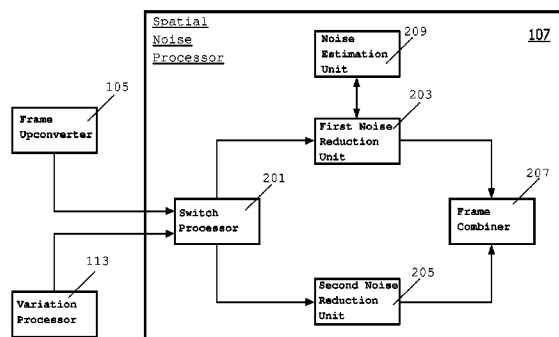 Spatial
Noise
Processor
107
Noise
Estimation
Unit
209
105
Frame
Upconverter
First Noise
Reduction
Unit
203
201
Switch
Processor
207
Frame
Combiner
113
Variation
Processor
Second Noise
Reduction
Unit
205